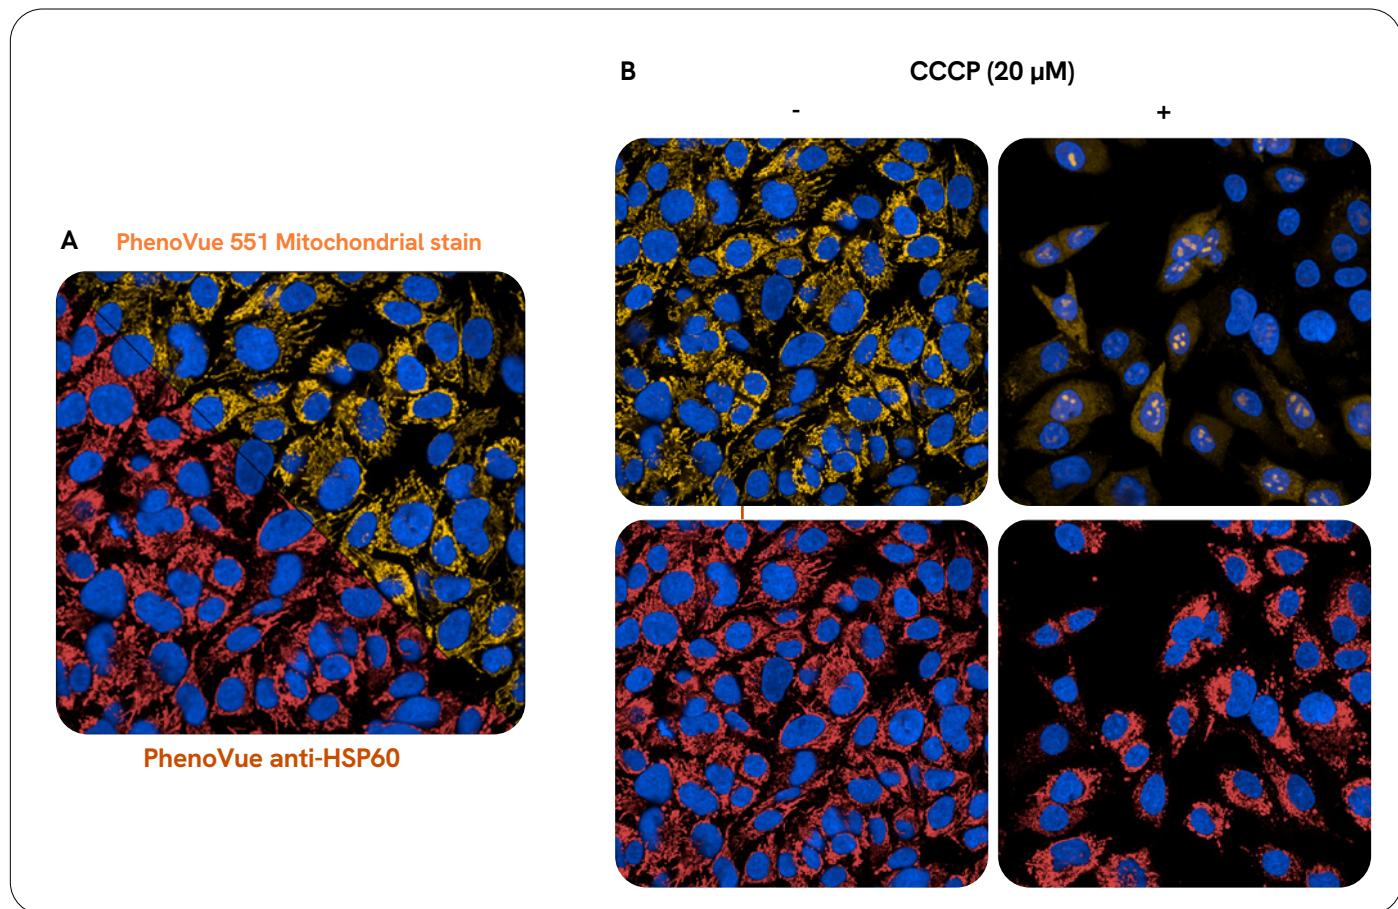 B
CCCP (20 µM)
-
+
A
PhenoVue 551 Mitochondrial stain
PhenoVue anti-HSP60